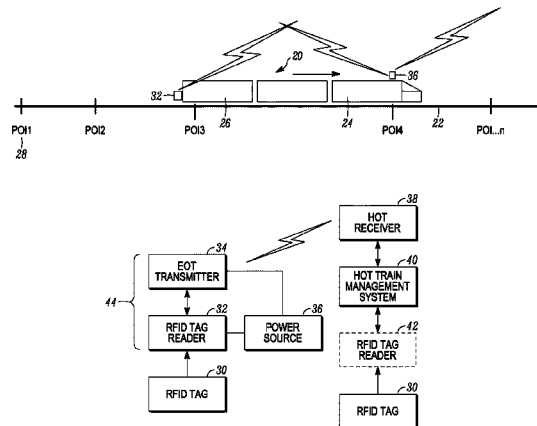 20
32
36
POI1
POI2
POI3
26
24
POI4
22
POI...n
28
38
HOT
RECEIVER
34
EOT
TRANSMITTER
40
HOT TRAIN
MANAGEMENT
SYSTEM
44
32
RFID TAG
READER
36
POWER
SOURCE
42
RFID TAG
READER
30
RFID TAG
30
RFID TAG